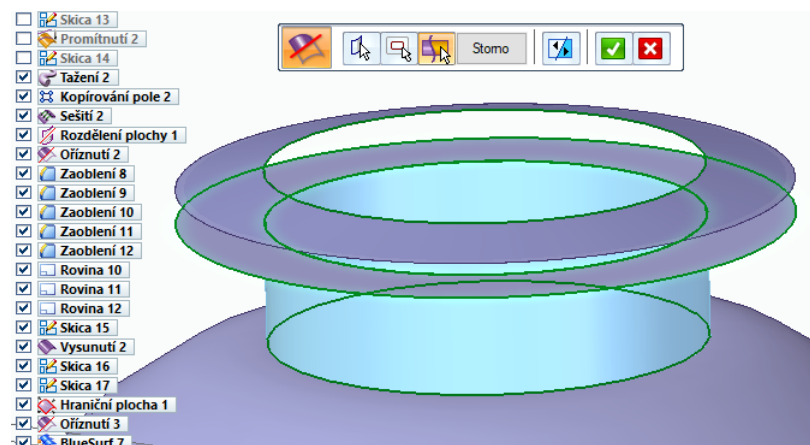 Skica 13
Promítnutí 2
Skica 14
Tažení 2
Kopírování pole 2
Sešití 2
Rozdělení plochy 1
Oříznutí 2
Zaoblení 8
Zaoblení 9
Zaoblení 10
Zaoblení 11
Zaoblení 12
Rovina 10
Rovina 11
Rovina 12
Skica 15
Vysunutí 2
Skica 16
Skica 17
Hraniční plocha 1
Oříznutí 3
BlueSurf 7
Storno